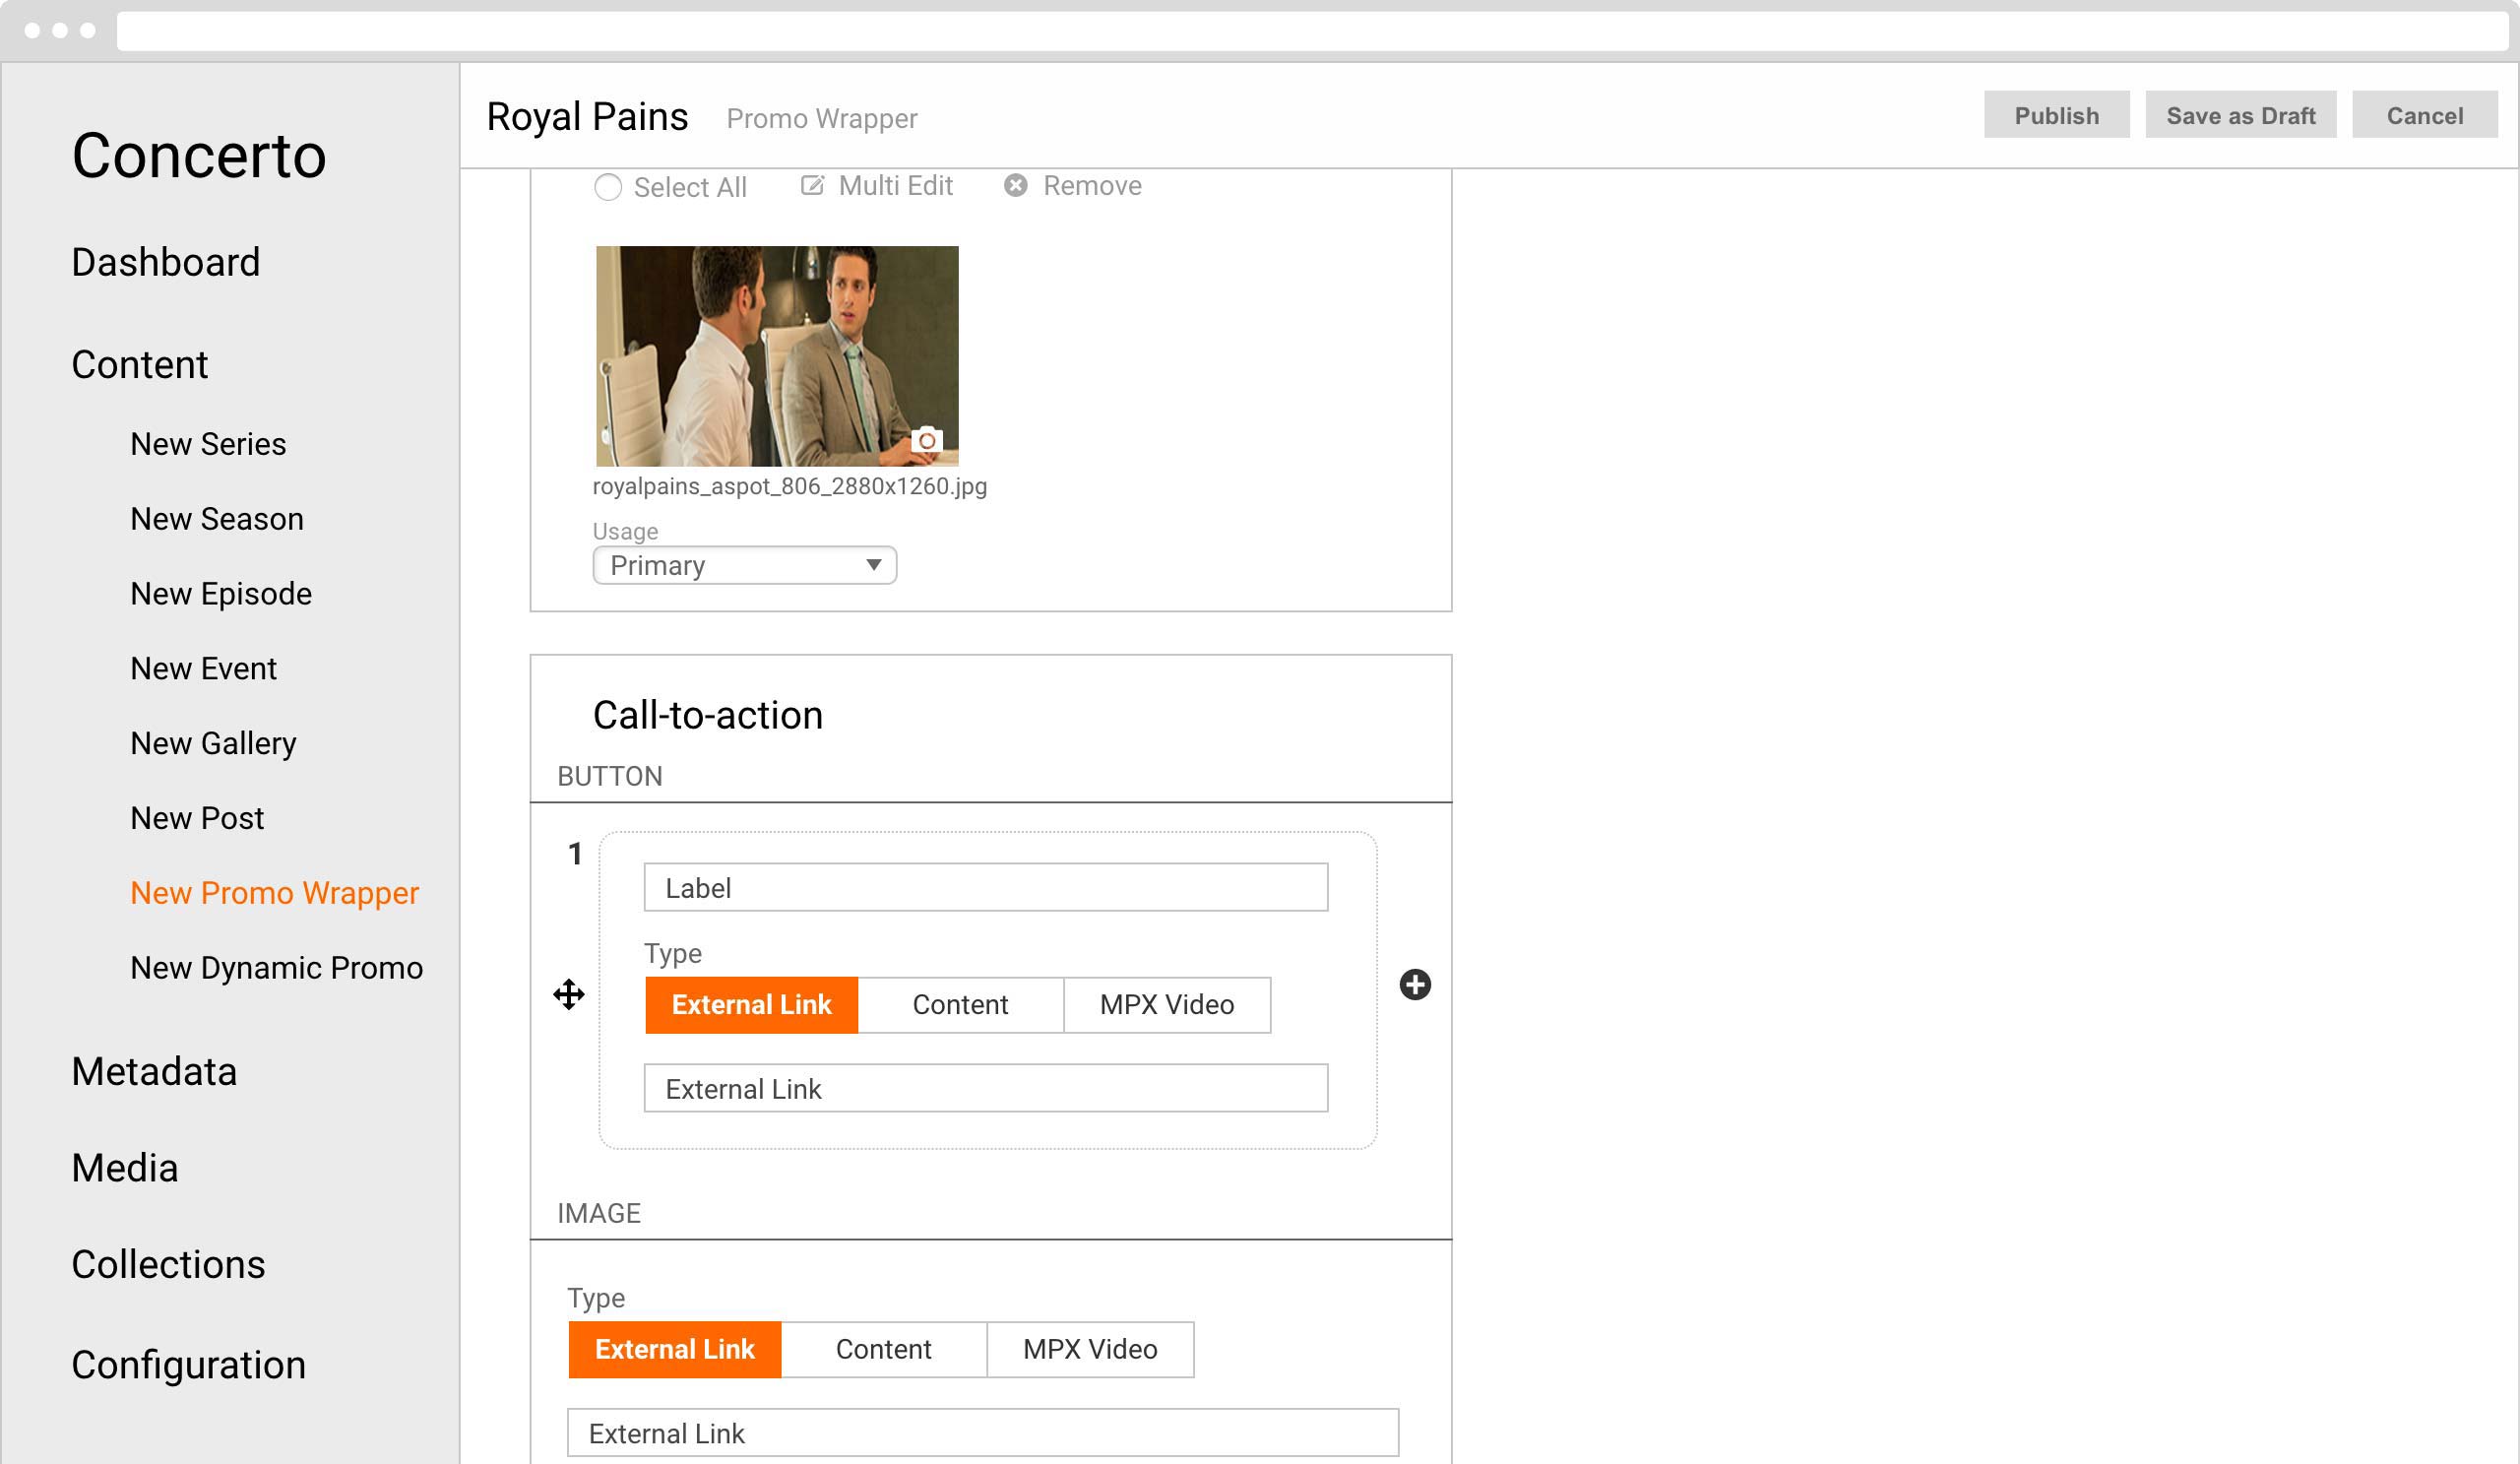 Concerto
Dashboard
Content
New Series
New Season
New Episode
New Event
New Gallery
New Post
New Promo Wrapper
New Dynamic Promo
Metadata
Media
Collections
Configuration
Royal Pains Promo Wrapper Publish Save as Draft Cancel
Select All Multi Edit Remove
royalpains_aspot_806_2880x1260.jpg
Usage
Primary
Call-to-action
BUTTON
1
Label
Type
External Link Content MPX Video
External Link
IMAGE
Type
External Link Content MPX Video
External Link